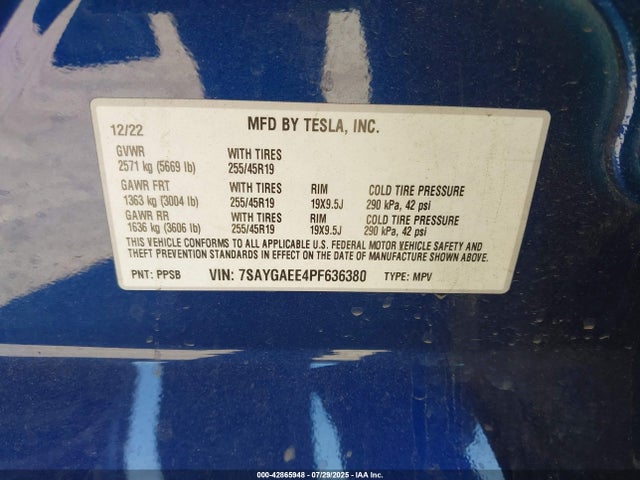 12/22 MFD BY TESLA, INC.
GVWR WITH TIRES
2571 kg (5669 lb) 255/45R19
GAWR FRT WITH TIRES RIM COLD TIRE PRESSURE
1363 kg (3004 lb) 255/45R19 19X9.5J 290 kPa, 42 psi
GAWR RR WITH TIRES RIM COLD TIRE PRESSURE
1636 kg (3606 lb) 255/45R19 19X9.5J 290 kPa, 42 psi
THIS VEHICLE CONFORMS TO ALL APPLICABLE U.S. FEDERAL MOTOR VEHICLE SAFETY AND
THEFT PREVENTION STANDARDS IN EFFECT ON THE DATE OF MANUFACTURE SHOWN ABOVE.
PNT: PPSB VIN: 7SAYGAEE4PF636380 TYPE: MPV
000-42865948 - 07/29/2025 - IAA Inc.